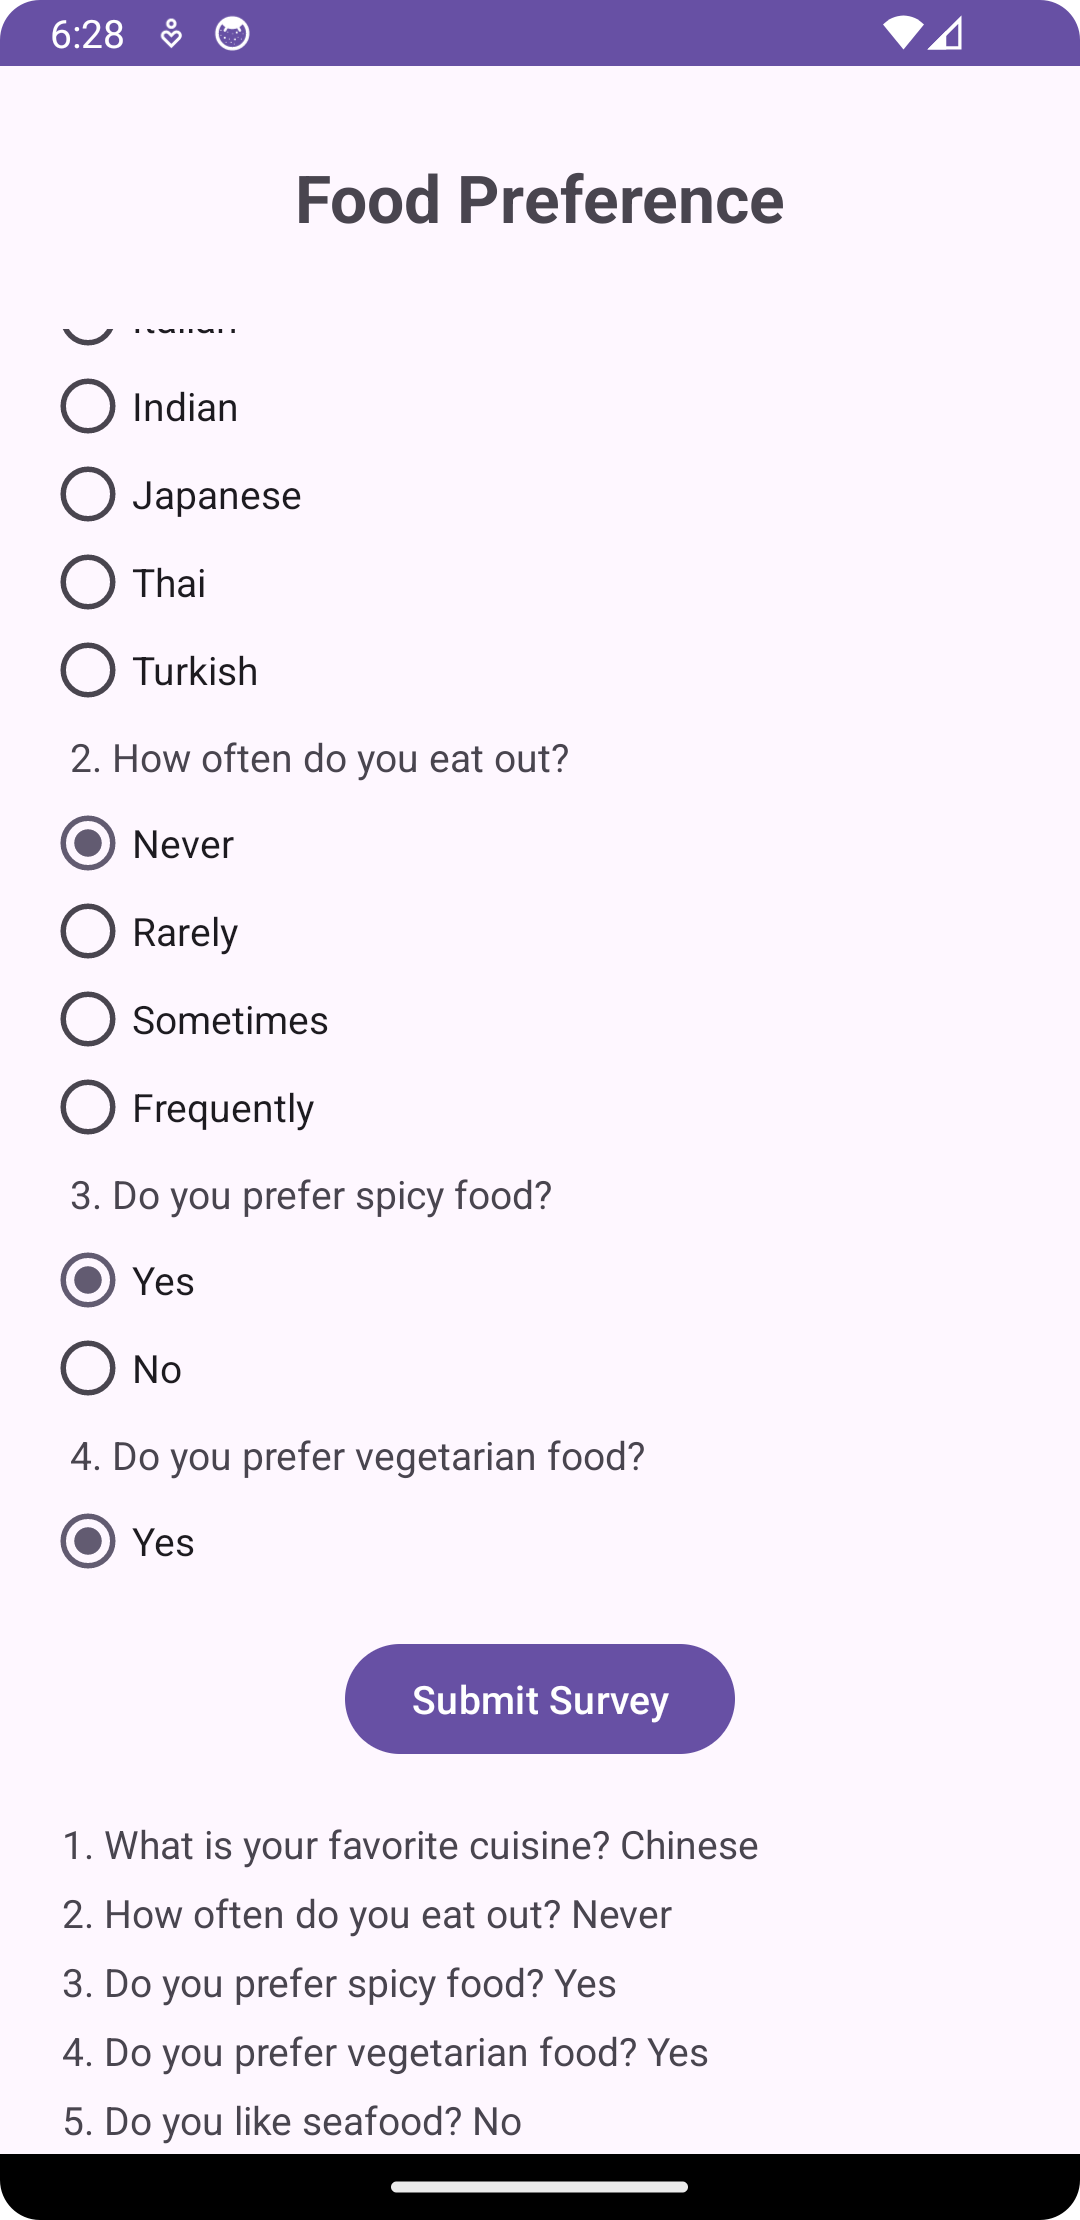 6:28
Food Preference
Italian
Indian
Japanese
Thai
Turkish
2. How often do you eat out?
Never
Rarely
Sometimes
Frequently
3. Do you prefer spicy food?
Yes
No
4. Do you prefer vegetarian food?
Yes
Submit Survey
1. What is your favorite cuisine? Chinese
2. How often do you eat out? Never
3. Do you prefer spicy food? Yes
4. Do you prefer vegetarian food? Yes
5. Do you like seafood? No